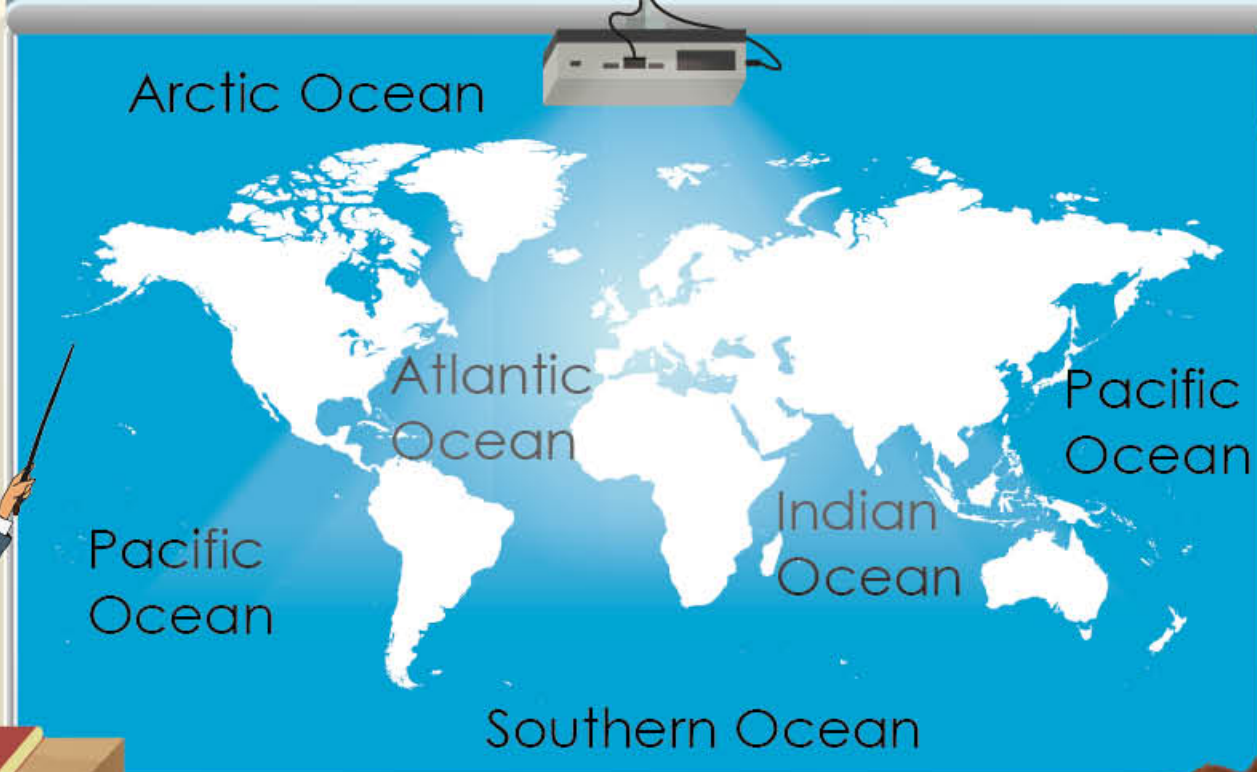 Arctic Ocean
Atlantic
Ocean
Pacific
Ocean
Indian
Ocean
Pacific
Ocean
Southern Ocean